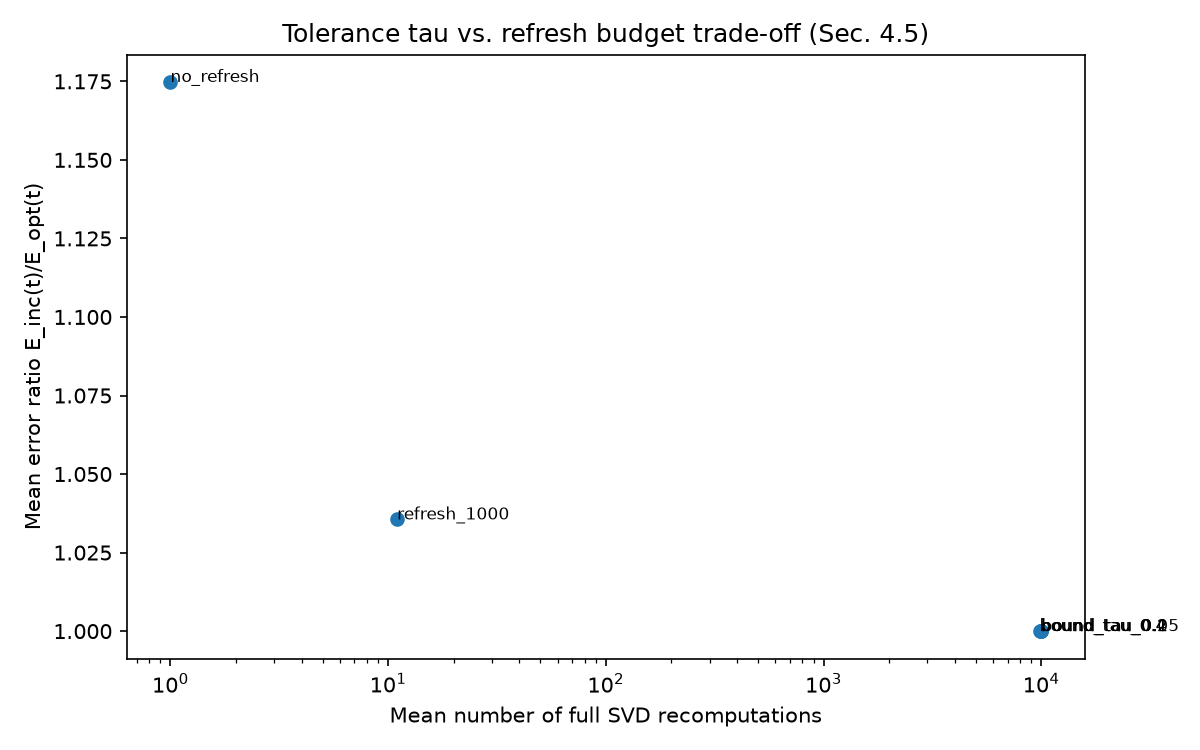 Tolerance tau vs. refresh budget trade-off (Sec. 4.5)
Mean error ratio E_inc(t)/E_opt(t)
1.175
1.150
1.125
1.100
1.075
1.050
1.025
1.000
no_refresh
refresh_1000
bound_tau_
10⁰
10¹
10²
10³
10⁴
Mean number of full SVD recomputations